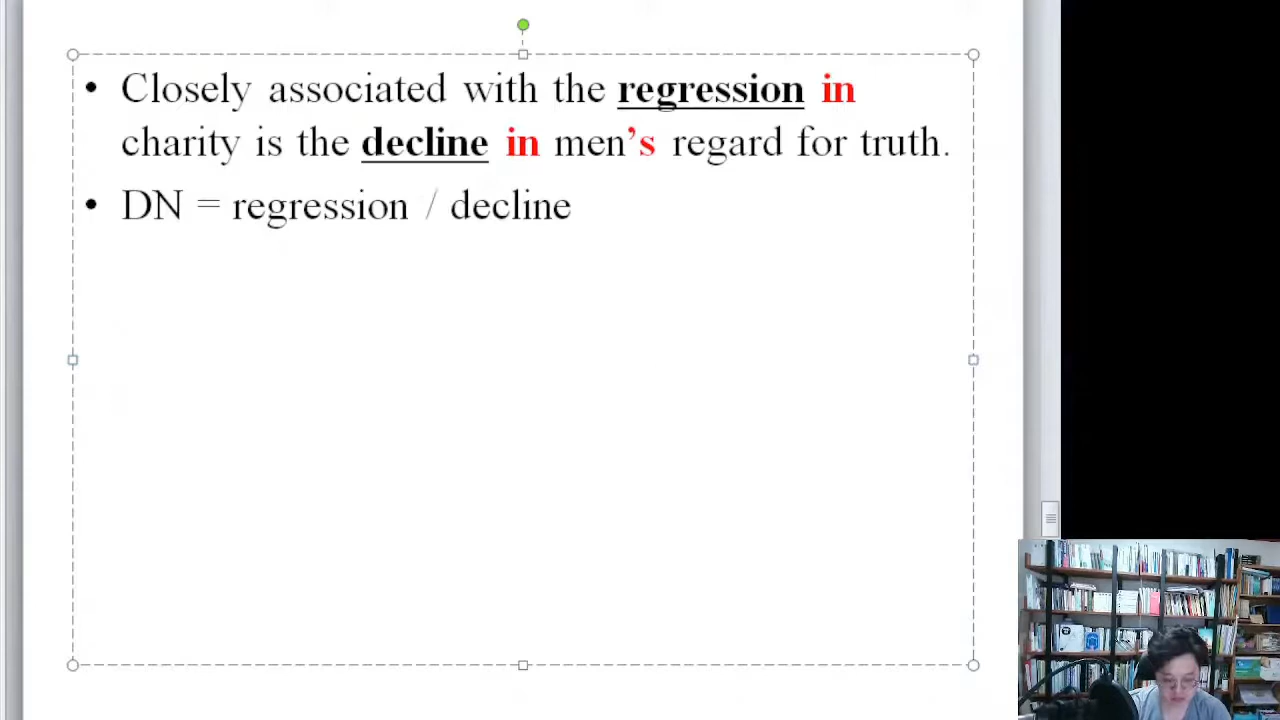 • Closely associated with the regression in
charity is the decline in men’s regard for truth.
• DN = regression / decline